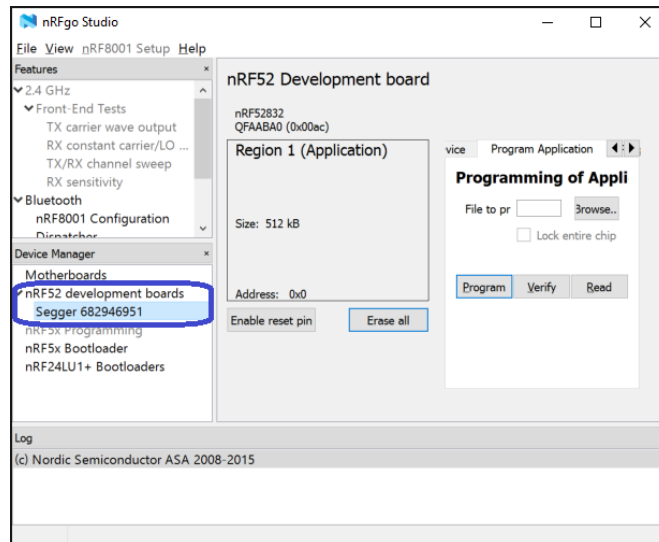 nRFgo Studio
File View nRF8001 Setup Help
Features
2.4 GHz
Front-End Tests
TX carrier wave output
RX constant carrier/LO ...
TX/RX channel sweep
RX sensitivity
Bluetooth
nRF8001 Configuration
Dispatcher
Device Manager
Motherboards
nRF52 development boards
Segger 682946951
nRF5x Programming
nRF5x Bootloader
nRF24LU1+ Bootloaders
nRF52 Development board
nRF52832
QFAABA0 (0x00ac)
Region 1 (Application)
Size: 512 kB
Address: 0x0
Enable reset pin Erase all
vice Program Application
Programming of Appli
File to pr Browse..
Lock entire chip
Program Verify Read
Log
(c) Nordic Semiconductor ASA 2008-2015